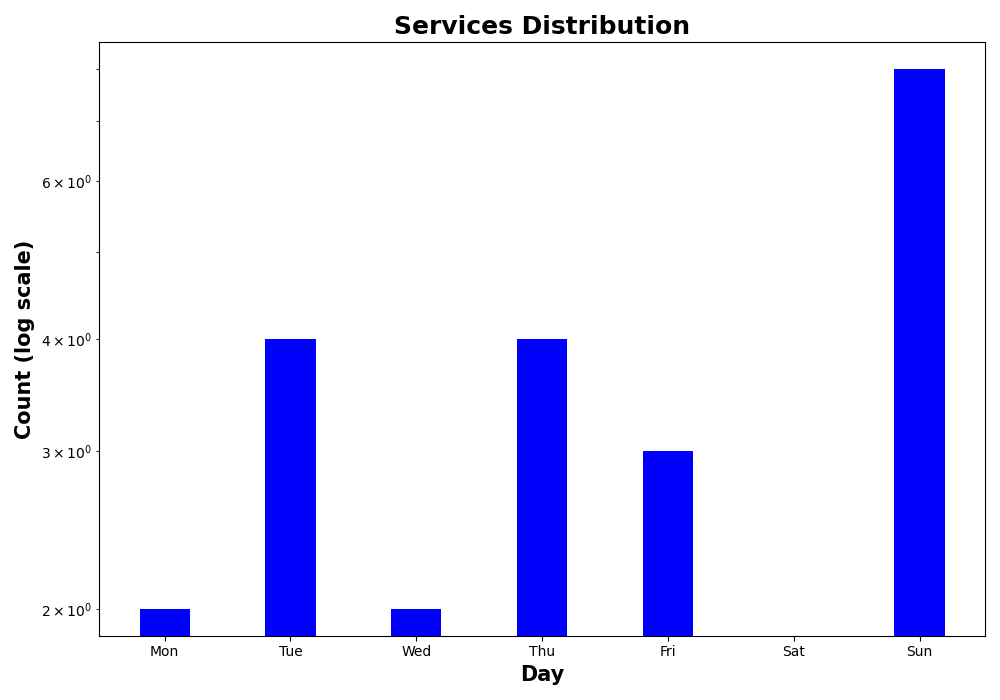 Services Distribution
Count (log scale)
6 × 10⁰
4 × 10⁰
3 × 10⁰
2 × 10⁰
Mon Tue Wed Thu Fri Sat Sun
Day